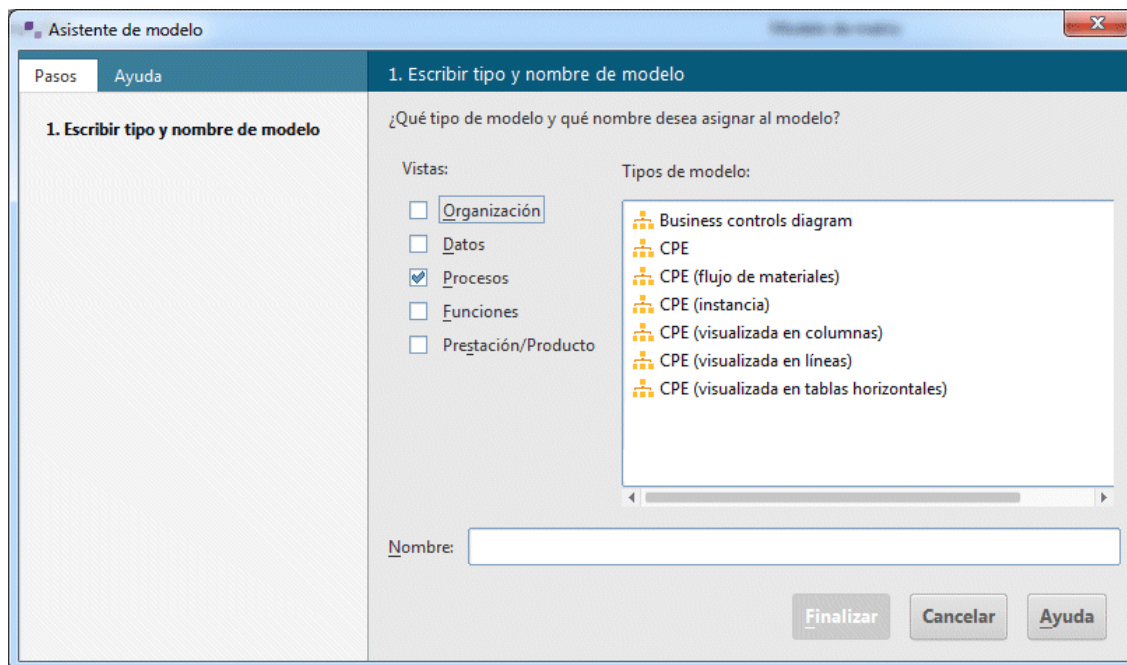 Asistente de modelo
Pasos
Ayuda
1. Escribir tipo y nombre de modelo
1. Escribir tipo y nombre de modelo
¿Qué tipo de modelo y qué nombre desea asignar al modelo?
Vistas:
Organización
Datos
Procesos
Funciones
Prestación/Producto
Tipos de modelo:
Business controls diagram
CPE
CPE (flujo de materiales)
CPE (instancia)
CPE (visualizada en columnas)
CPE (visualizada en líneas)
CPE (visualizada en tablas horizontales)
Nombre:
Finalizar
Cancelar
Ayuda